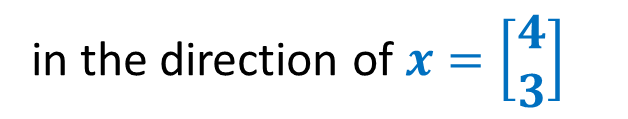 in the direction of x = [4
3]